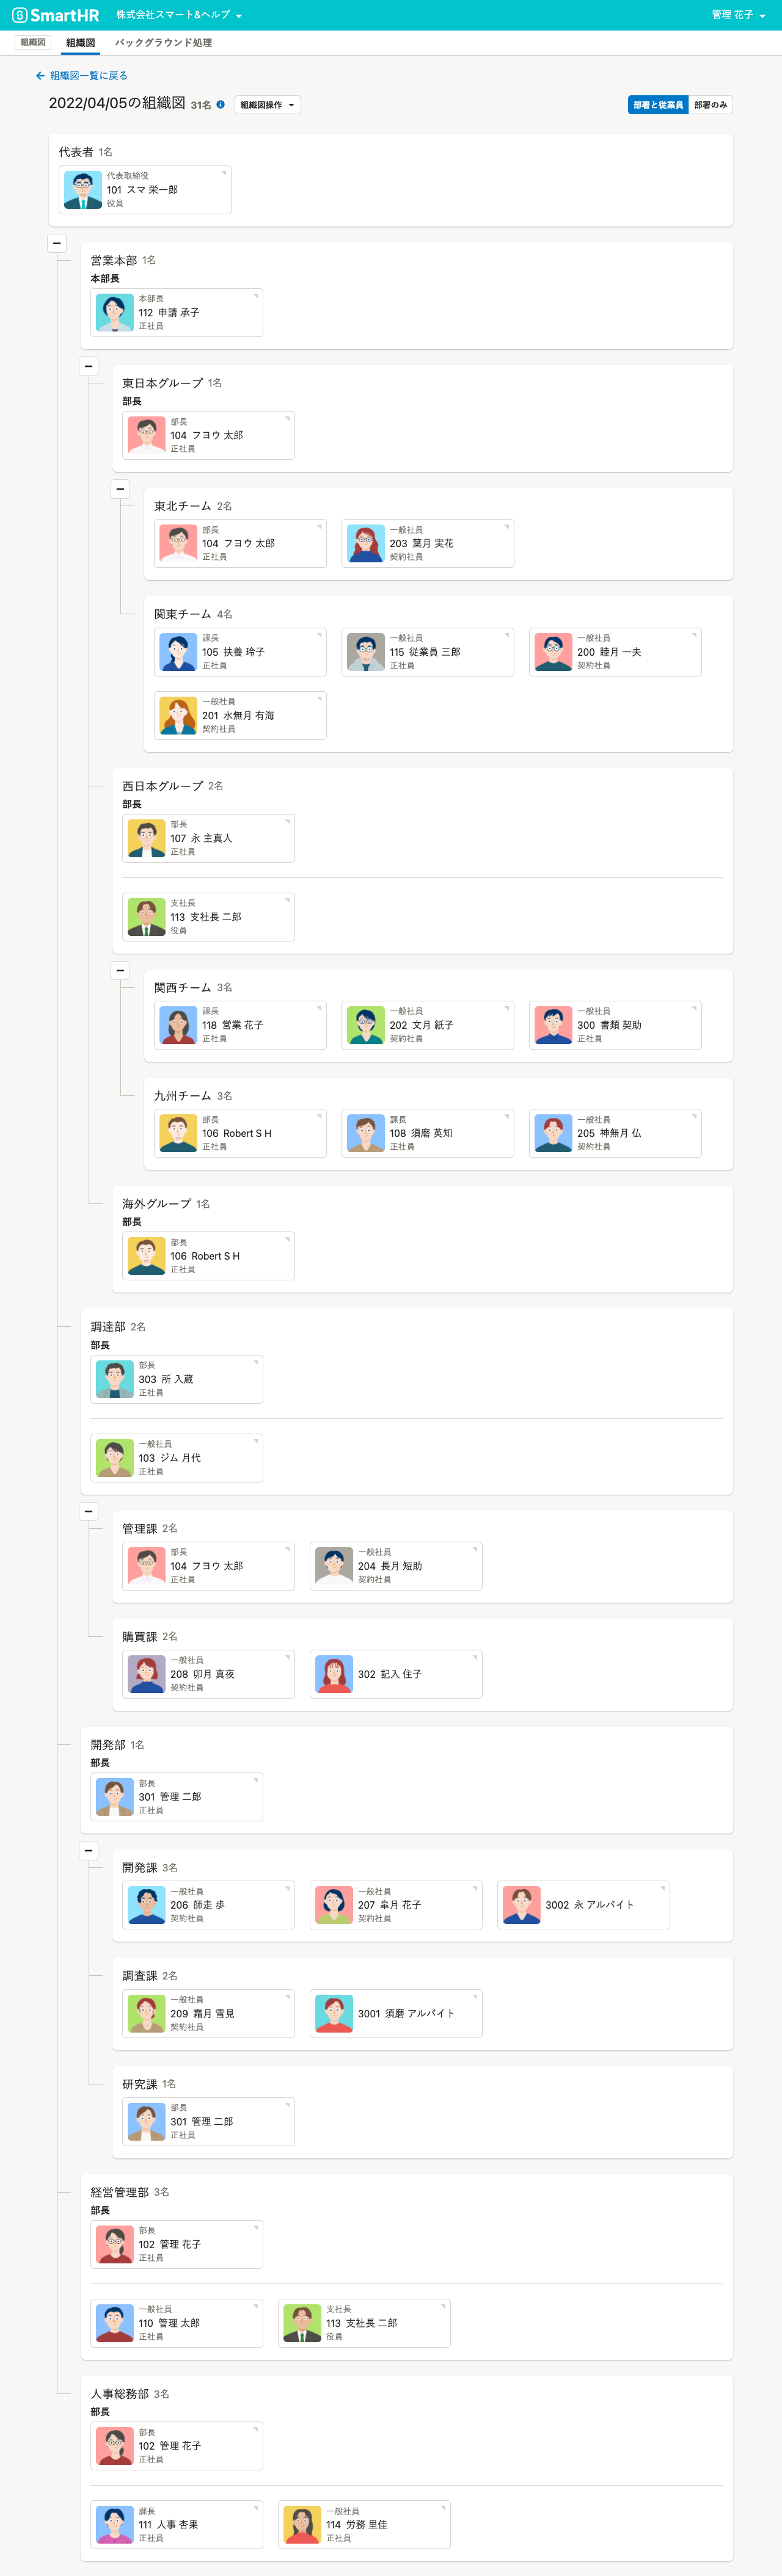 SmartHR 株式会社スマート&ヘルプ 管理 花子
組織図 組織図 バックグラウンド処理
組織図一覧に戻る
2022/04/05の組織図 31名 組織図操作 部署と従業員 部署のみ
代表者 1名
代表取締役
101 スマ 栄一郎
役員
営業本部 1名
本部長
本部長
112 申請 承子
正社員
東日本グループ 1名
部長
部長
104 フヨウ 太郎
正社員
東北チーム 2名
部長 一般社員
104 フヨウ 太郎 203 葉月 実花
正社員 契約社員
関東チーム 4名
課長 一般社員 一般社員
105 扶養 玲子 115 従業員 三郎 200 睦月 一夫
正社員 正社員 契約社員
一般社員
201 水無月 有海
契約社員
西日本グループ 2名
部長
部長
107 永 主真人
正社員
支社長
113 支社長 二郎
役員
関西チーム 3名
課長 一般社員 一般社員
118 営業 花子 202 文月 紙子 300 書類 契助
正社員 契約社員 正社員
九州チーム 3名
部長 課長 一般社員
106 Robert S H 108 須磨 英知 205 神無月 仏
正社員 正社員 契約社員
海外グループ 1名
部長
部長
106 Robert S H
正社員
調達部 2名
部長
部長
303 所 入蔵
正社員
一般社員
103 ジム 月代
正社員
管理課 2名
部長 一般社員
104 フヨウ 太郎 204 長月 短助
正社員 契約社員
購買課 2名
一般社員
208 卯月 真夜 302 記入 住子
契約社員
開発部 1名
部長
部長
301 管理 二郎
正社員
開発課 3名
一般社員 一般社員
206 師走 歩 207 皐月 花子 3002 永 アルバイト
契約社員 契約社員
調査課 2名
一般社員
209 霜月 雪見 3001 須磨 アルバイト
契約社員
研究課 1名
部長
301 管理 二郎
正社員
経営管理部 3名
部長
部長
102 管理 花子
正社員
一般社員 支社長
110 管理 太郎 113 支社長 二郎
正社員 役員
人事総務部 3名
部長
部長
102 管理 花子
正社員
課長 一般社員
111 人事 杏果 114 労務 里佳
正社員 正社員